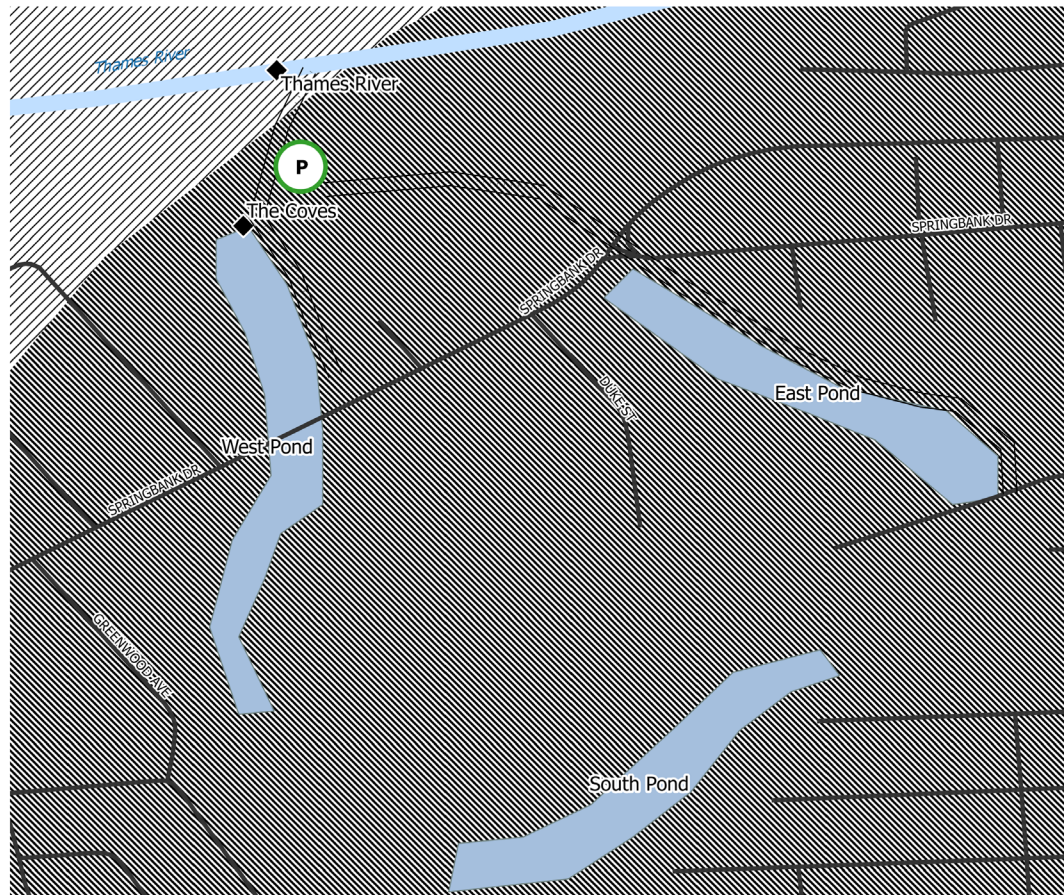 Thames River
Thames River
P
The Coves
SPRINGBANK DR
SPRINGBANK DR
East Pond
DUKE ST
West Pond
SPRINGBANK DR
GREENWOOD AVE
South Pond